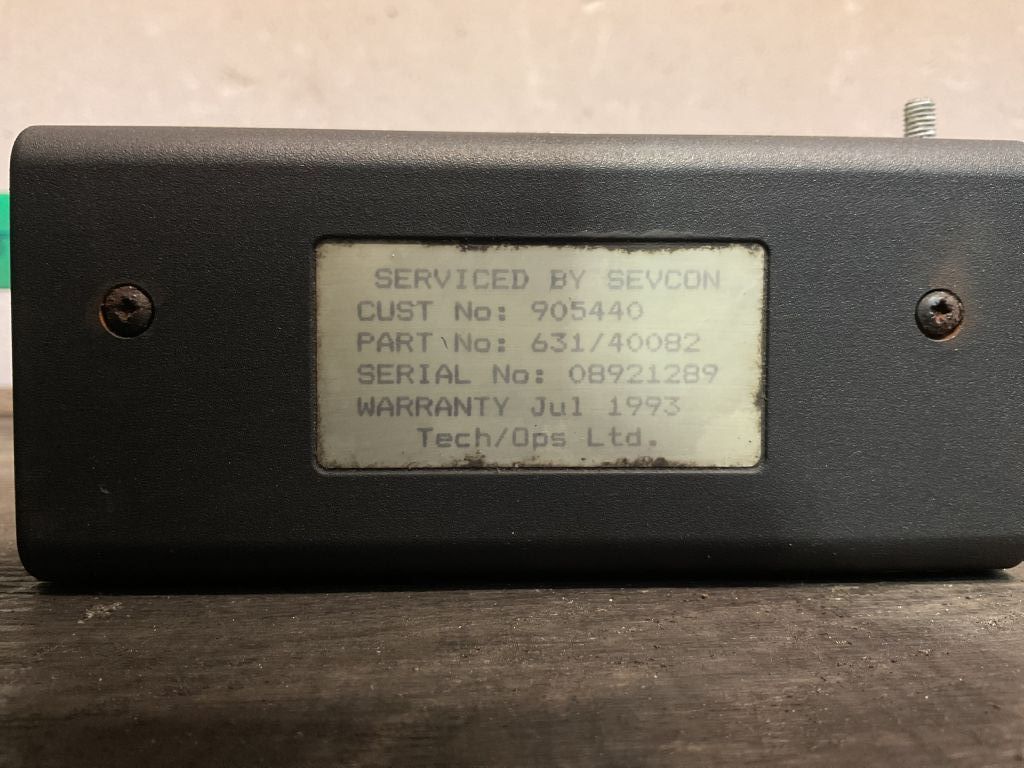 SERVICED BY SEVCON
CUST No: 905440
PART No: 631/40082
SERIAL No: 08921289
WARRANTY Jul 1993
Tech/Ops Ltd.